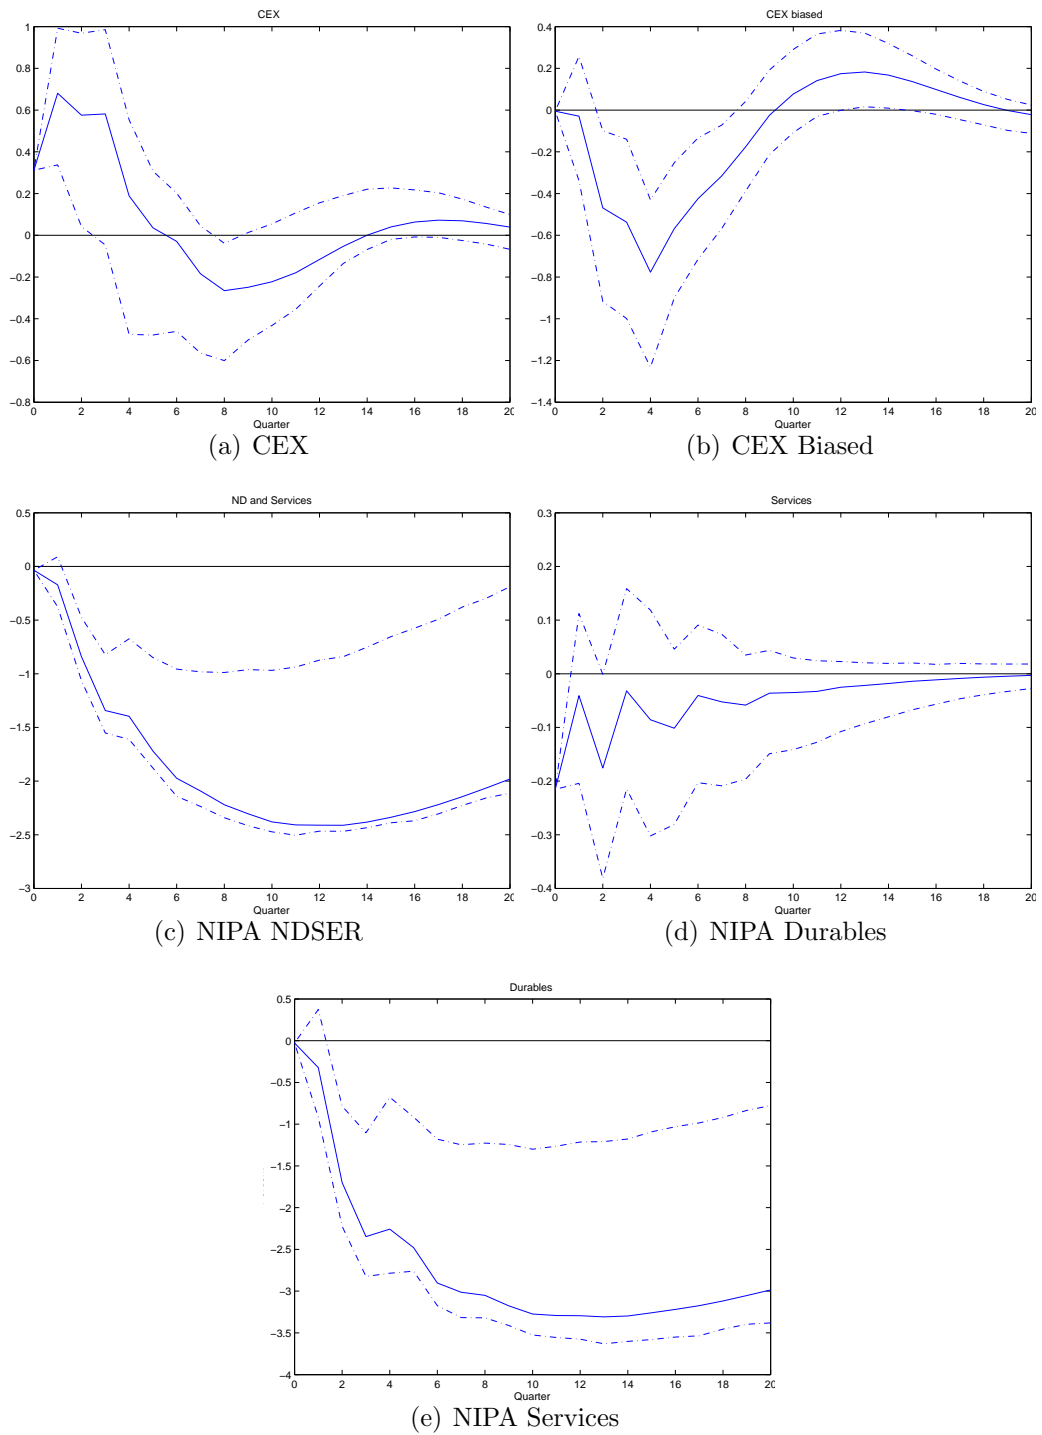 CEX
1
0.8
0.6
0.4
0.2
0
−0.2
−0.4
−0.6
−0.8
0 2 4 6 8 10 12 14 16 18 20
Quarter
(a) CEX
CEX biased
0.4
0.2
0
−0.2
−0.4
−0.6
−0.8
−1
−1.2
−1.4
0 2 4 6 8 10 12 14 16 18 20
Quarter
(b) CEX Biased
ND and Services
0.5
0
−0.5
−1
−1.5
−2
−2.5
−3
0 2 4 6 8 10 12 14 16 18 20
Quarter
(c) NIPA NDSER
Services
0.3
0.2
0.1
0
−0.1
−0.2
−0.3
−0.4
0 2 4 6 8 10 12 14 16 18 20
Quarter
(d) NIPA Durables
Durables
0.5
0
−0.5
−1
−1.5
−2
−2.5
−3
−3.5
−4
0 2 4 6 8 10 12 14 16 18 20
Quarter
(e) NIPA Services